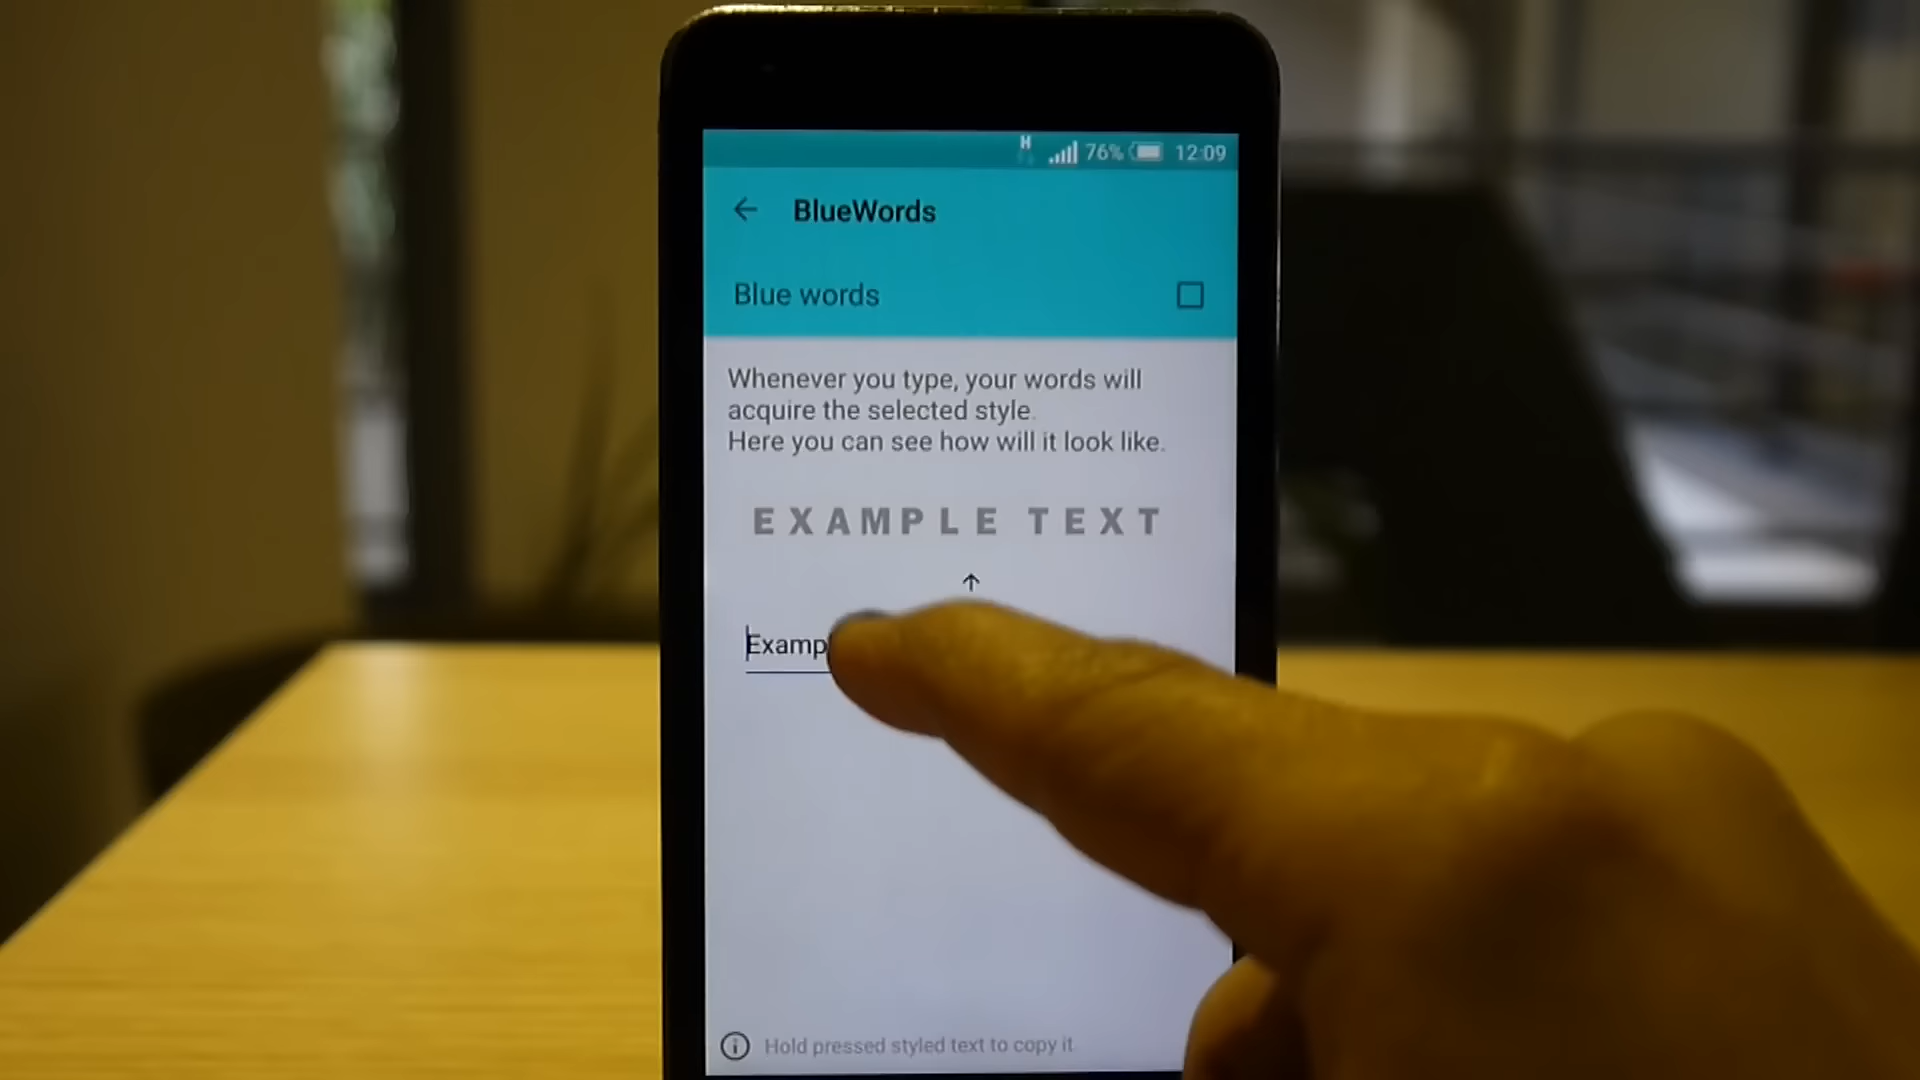 H 76% 12:09
BlueWords
Blue words
Whenever you type, your words will
acquire the selected style.
Here you can see how will it look like.
EXAMPLE TEXT
Examp
Hold pressed styled text to copy it